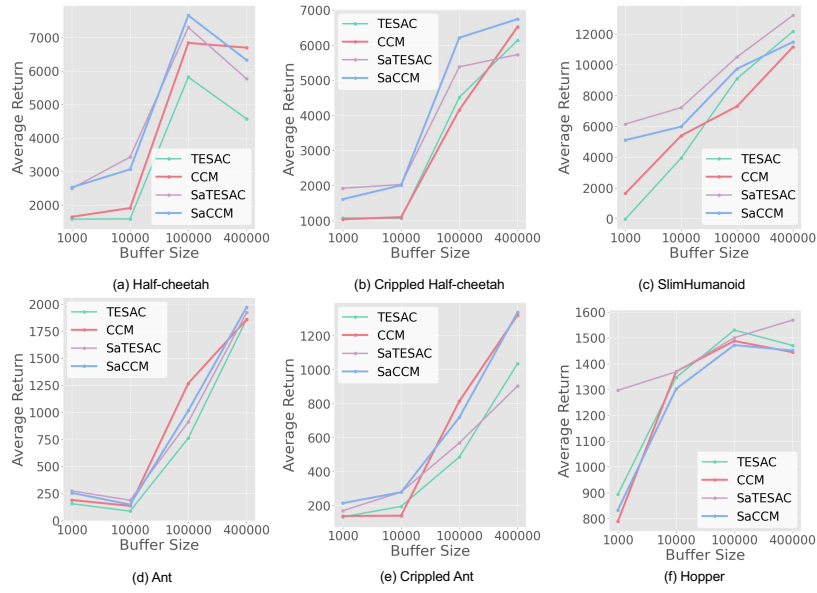 Average Return
7000
6000
5000
4000
3000
2000
TESAC
CCM
SaTESAC
SaCCM
1000 10000 100000 400000
Buffer Size
(a) Half-cheetah
Average Return
7000
6000
5000
4000
3000
2000
1000
TESAC
CCM
SaTESAC
SaCCM
1000 10000 100000 400000
Buffer Size
(b) Crippled Half-cheetah
Average Return
12000
10000
8000
6000
4000
2000
0
TESAC
CCM
SaTESAC
SaCCM
1000 10000 100000 400000
Buffer Size
(c) SlimHumanoid
Average Return
2000
1750
1500
1250
1000
750
500
250
0
TESAC
CCM
SaTESAC
SaCCM
1000 10000 100000 400000
Buffer Size
(d) Ant
Average Return
1200
1000
800
600
400
200
TESAC
CCM
SaTESAC
SaCCM
1000 10000 100000 400000
Buffer Size
(e) Crippled Ant
Average Return
1600
1500
1400
1300
1200
1100
1000
900
800
TESAC
CCM
SaTESAC
SaCCM
1000 10000 100000 400000
Buffer Size
(f) Hopper